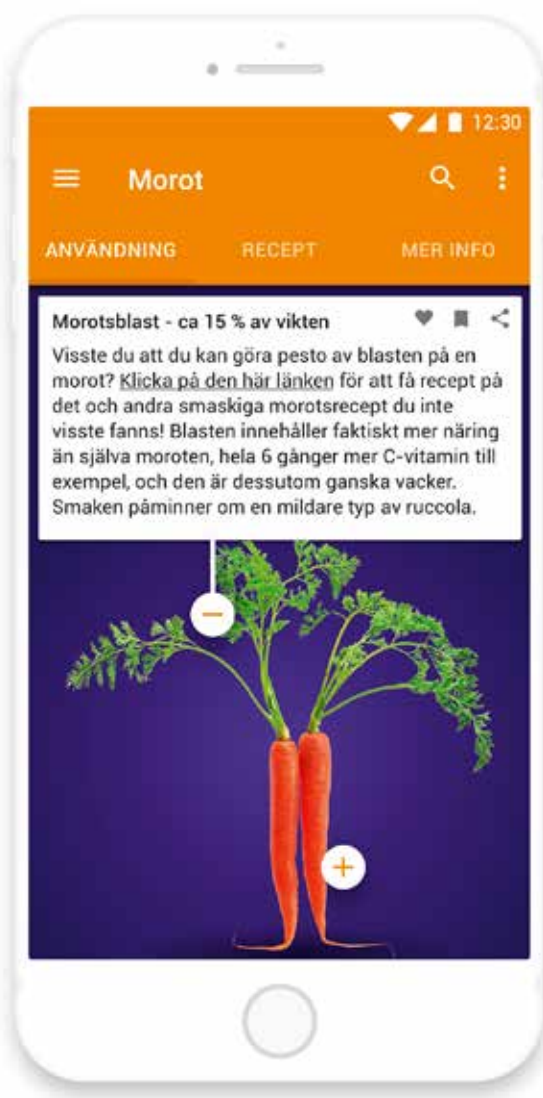 12:30
Morot
ANVÄNDNING RECEPT MER INFO
Morotsblast - ca 15 % av vikten
Visste du att du kan göra pesto av blasten på en
morot? Klicka på den här länken för att få recept på
det och andra smaskiga morotsrecept du inte
visste fanns! Blasten innehåller faktiskt mer näring
än själva moroten, hela 6 gånger mer C-vitamin till
exempel, och den är dessutom ganska vacker.
Smaken påminner om en mildare typ av ruccola.